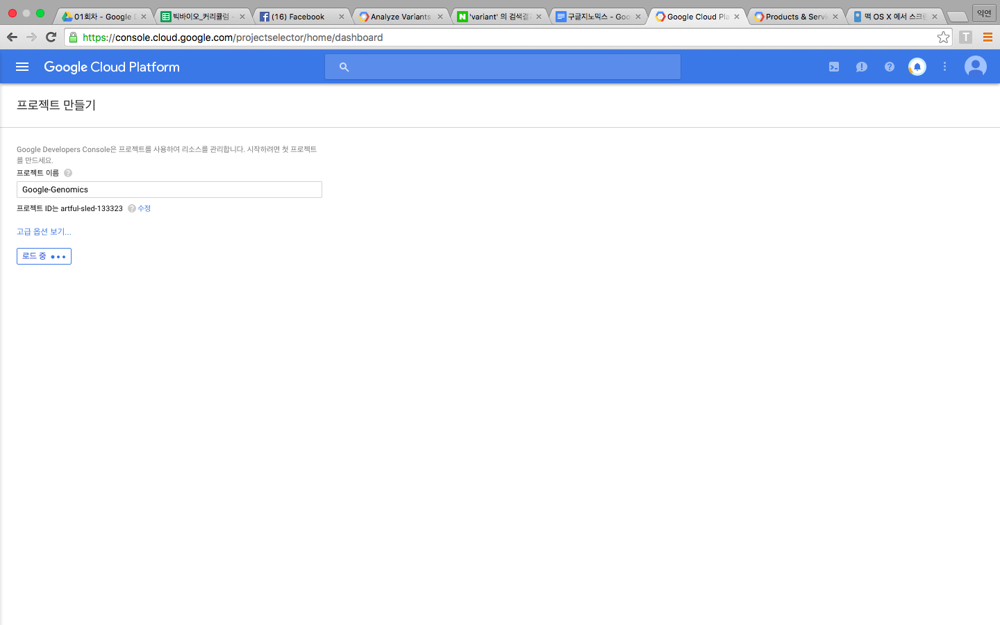 01회차 - Google D
빅바이오_커리큘럼 -
(16) Facebook
Analyze Variants
N 'variant' 의 검색결
구글지노믹스 - Goo
Google Cloud Pla
Products & Servi
맥 OS X 에서 스크린
익연
https://console.cloud.google.com/projectselector/home/dashboard
T
Google Cloud Platform
프로젝트 만들기
Google Developers Console은 프로젝트를 사용하여 리소스를 관리합니다. 시작하려면 첫 프로젝트
를 만드세요.
프로젝트 이름 ?
Google-Genomics
프로젝트 ID는 artful-sled-133323 ? 수정
고급 옵션 보기...
로드 중